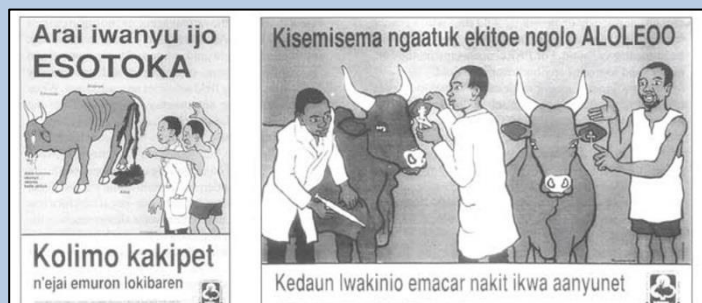 Arai iwanyu ijo
ESOTOKA
Kolimo kakipet
n'ejai emuron lokibaren
Kisemisema ngaatuk ekitoe ngolo ALOLEOO
Kedaun lwakinio emacar nakit ikwa aanyunet